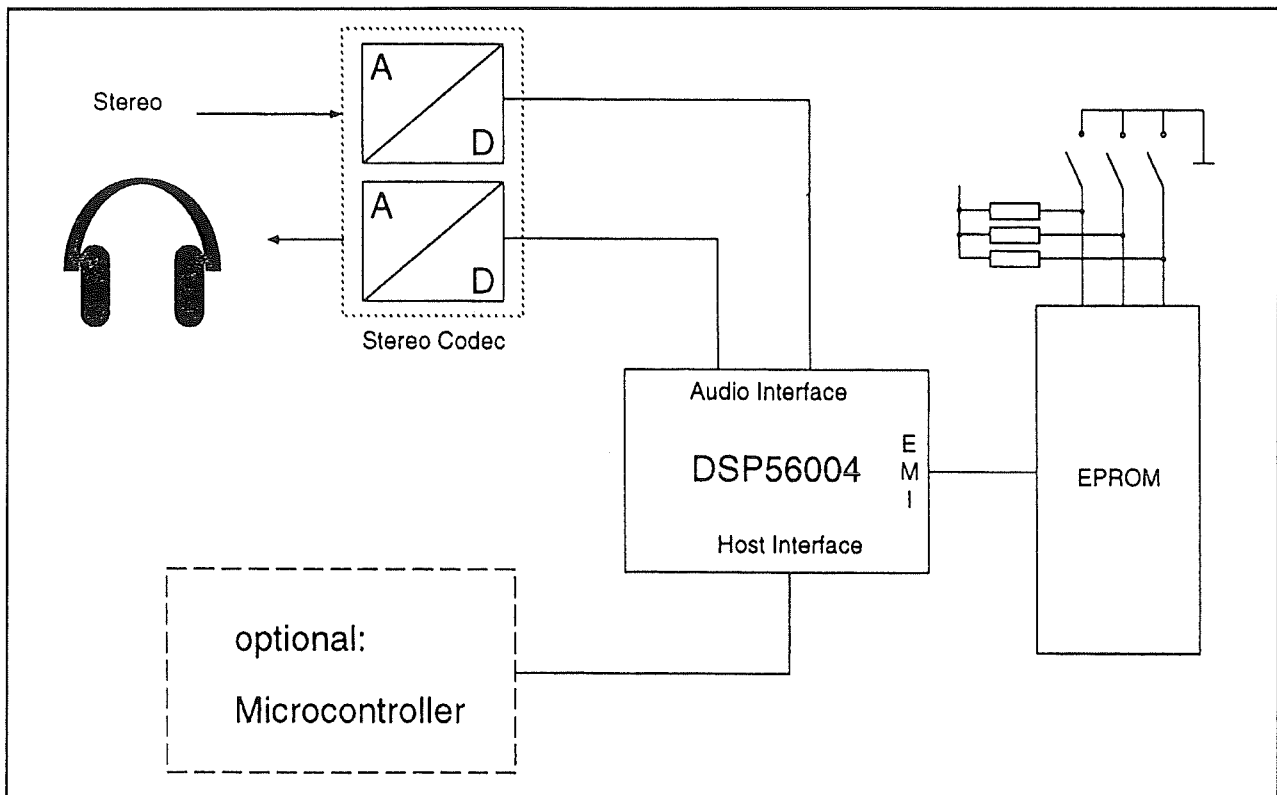 A
D
Stereo
A
D
Stereo Codec
Audio Interface
DSP56004
E
M
I
Host Interface
EPROM
optional:
Microcontroller